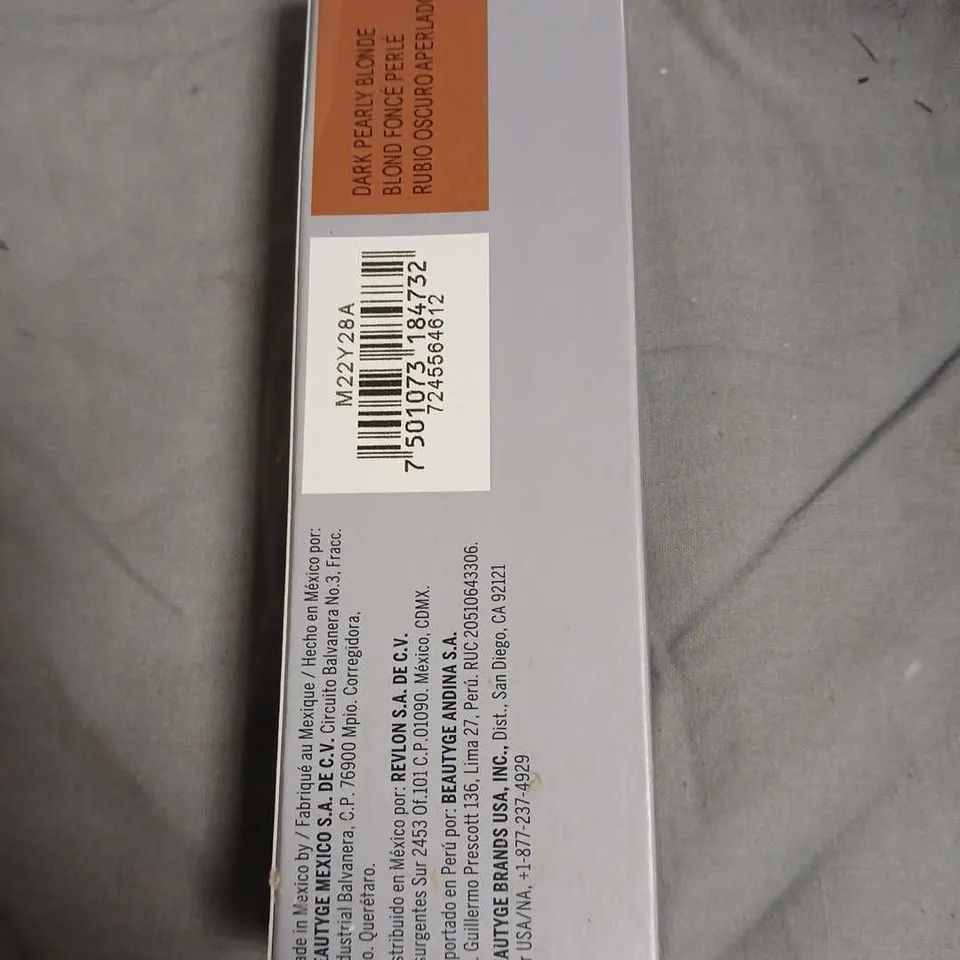 DARK PEARLY BLONDE
BLOND FONCÉ PERLÉ
RUBIO OSCURO APERLADO
M22Y28A
7 501073 184732
7245564612
ade in Mexico by / Fabriqué au Mexique / Hecho en México por:
EAUTYGE MEXICO S.A. DE C.V. Circuito Balvanera No.3, Fracc.
dustrial Balvanera, C.P. 76900 Mpio. Corregidora,
o. Querétaro.
stribuido en México por: REVLON S.A. DE C.V.
surgentes Sur 2453 Of.101 C.P.01090. México, CDMX.
portado en Perú por: BEAUTYGE ANDINA S.A.
. Guillermo Prescott 136, Lima 27, Perú. RUC 20510643306.
EAUTYGE BRANDS USA, INC., Dist., San Diego, CA 92121
r USA/NA, +1-877-237-4929